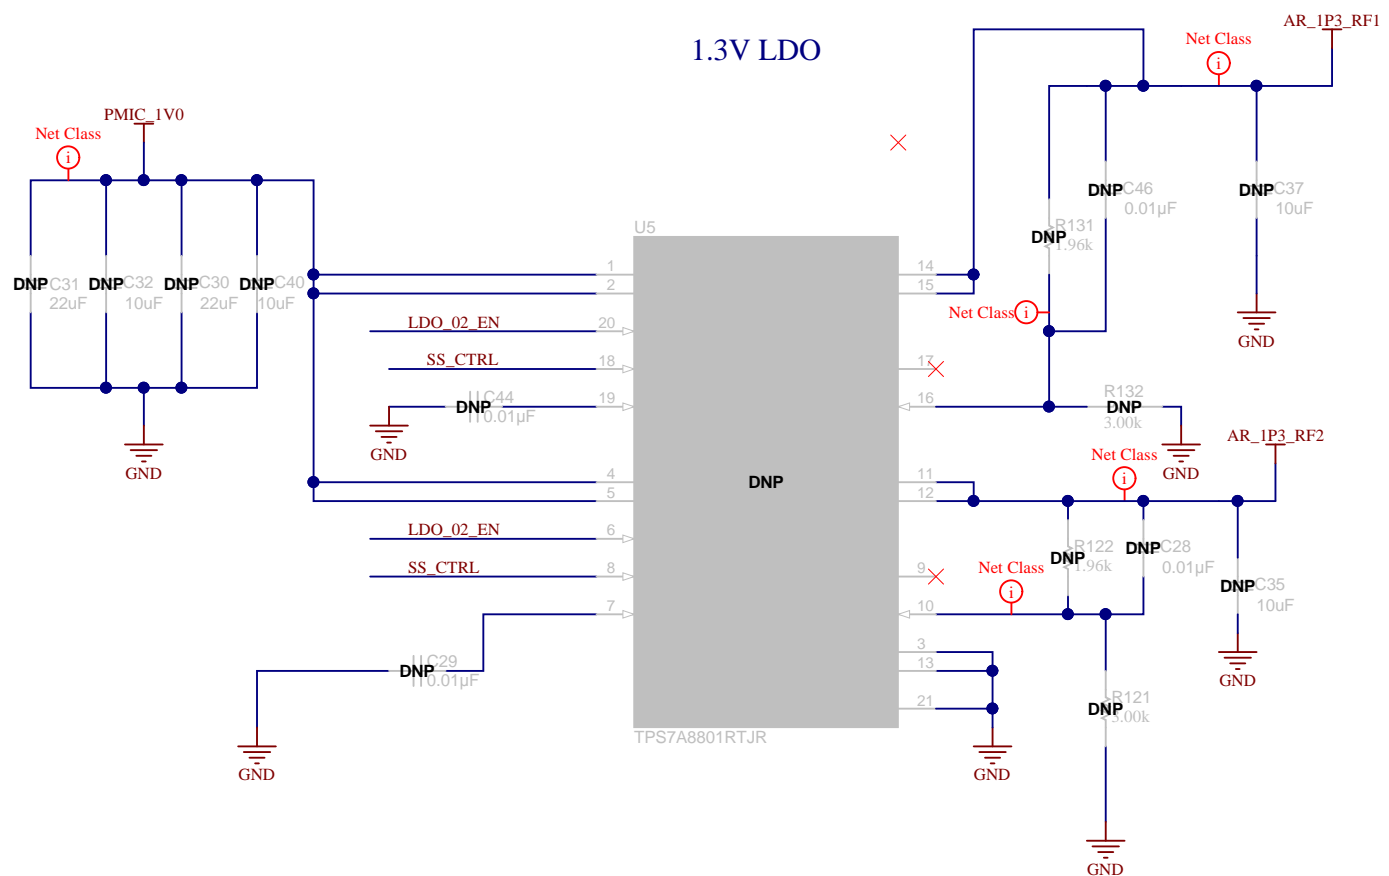 1.3V LDO
AR_1P3_RF1
Net Class
i
PMIC_1V0
Net Class
i
DNP C46
0.01µF
DNP C37
10uF
U5
R131
DNP
1.96k
DNP C31
22uF
DNP C32
10uF
DNP C30
22uF
DNP C40
10uF
1
2
14
15
Net Class i
GND
LDO_02_EN
20
SS_CTRL
18
17
DNP C44
0.01µF
19
16
R132
DNP
3.00k
GND
GND
GND
AR_1P3_RF2
Net Class
i
DNP
4
5
11
12
LDO_02_EN
6
R122
DNP
1.96k
DNP C28
0.01µF
SS_CTRL
8
9
Net Class
i
DNP C35
10uF
7
10
3
13
GND
DNP C29
0.01µF
21
R121
DNP
3.00k
TPS7A8801RTJR
GND
GND
GND